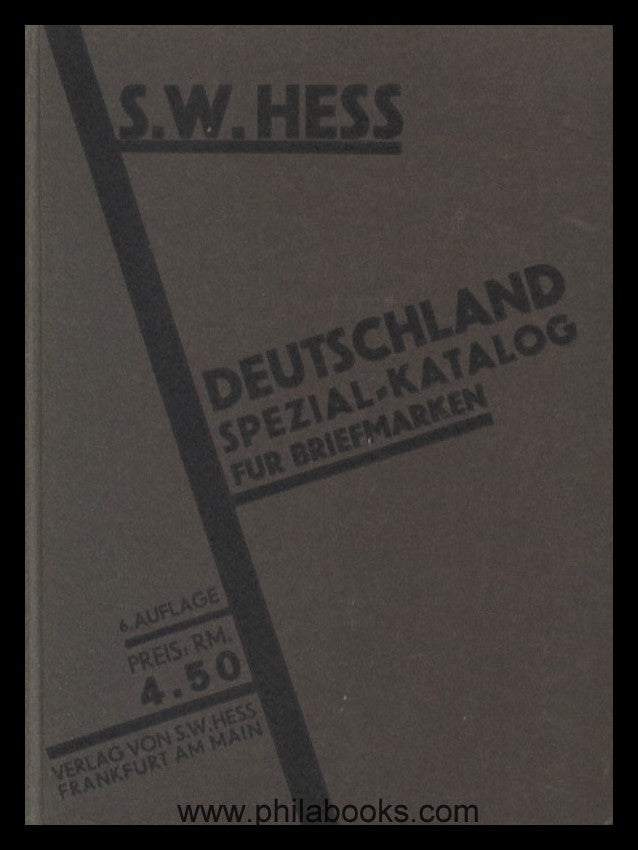 S.W. HESS
DEUTSCHLAND
SPEZIAL-KATALOG
FUR BRIEFMARKEN
6. AUFLAGE
PREIS: RM.
4.50
VERLAG VON S.W. HESS
FRANKFURT AM MAIN
www.philabooks.com